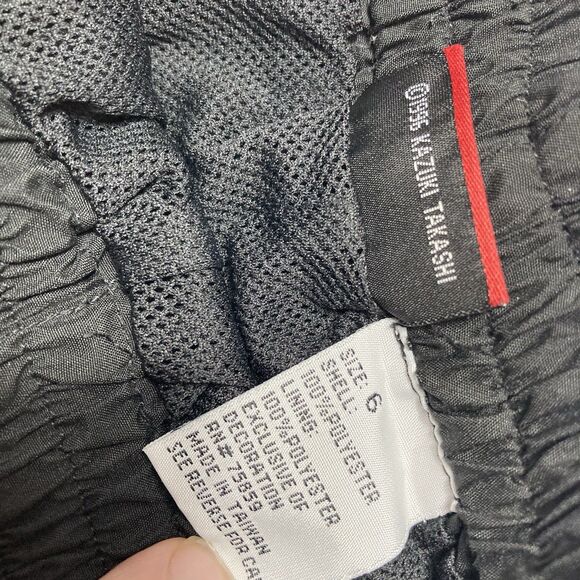 ©1996 KAZUKI TAKASHI
SIZE: 6
SHELL:
100%POLYESTER
LINING:
100%POLYESTER
EXCLUSIVE OF
DECORATION
RN# 75859
MADE IN TAIWAN
SEE REVERSE FOR CA